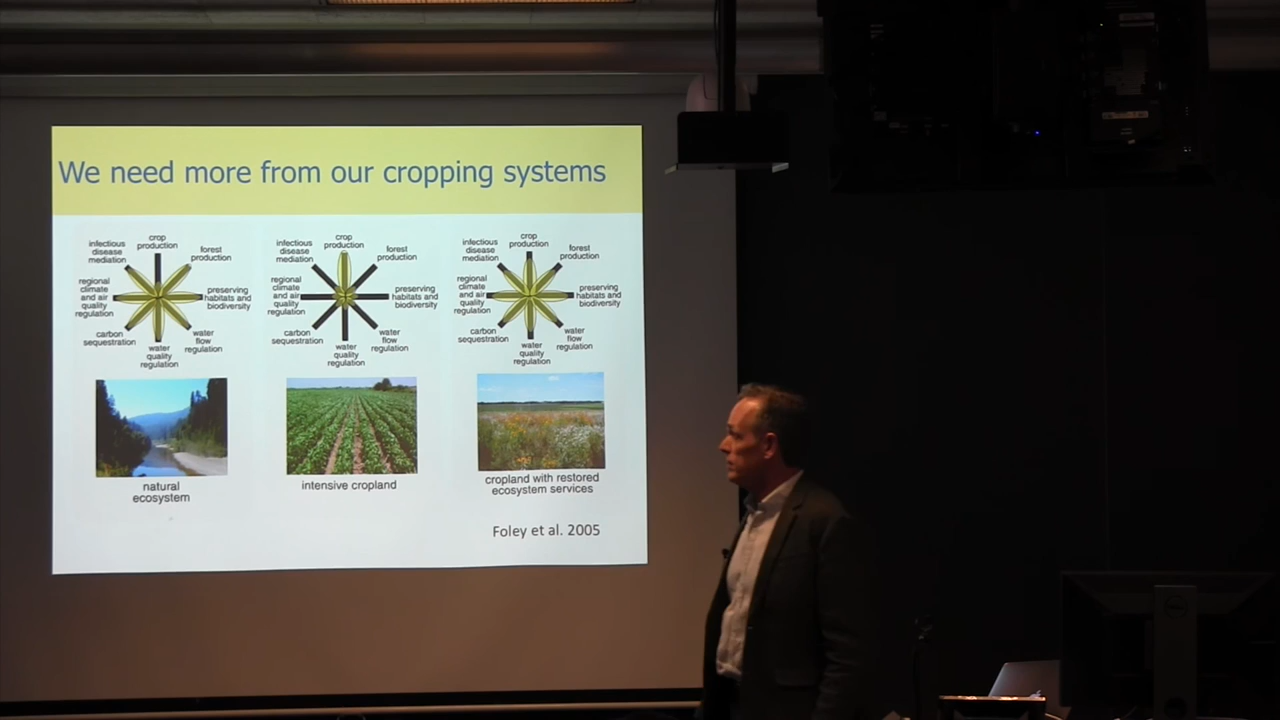 We need more from our cropping systems
crop
production
forest
production
preserving
habitats and
biodiversity
water
flow
regulation
water
quality
regulation
carbon
sequestration
regional
climate
and air
quality
regulation
infectious
disease
mediation
natural
ecosystem
crop
production
forest
production
preserving
habitats and
biodiversity
water
flow
regulation
water
quality
regulation
carbon
sequestration
regional
climate
and air
quality
regulation
infectious
disease
mediation
intensive cropland
crop
production
forest
production
preserving
habitats and
biodiversity
water
flow
regulation
water
quality
regulation
carbon
sequestration
regional
climate
and air
quality
regulation
infectious
disease
mediation
cropland with restored
ecosystem services
Foley et al. 2005